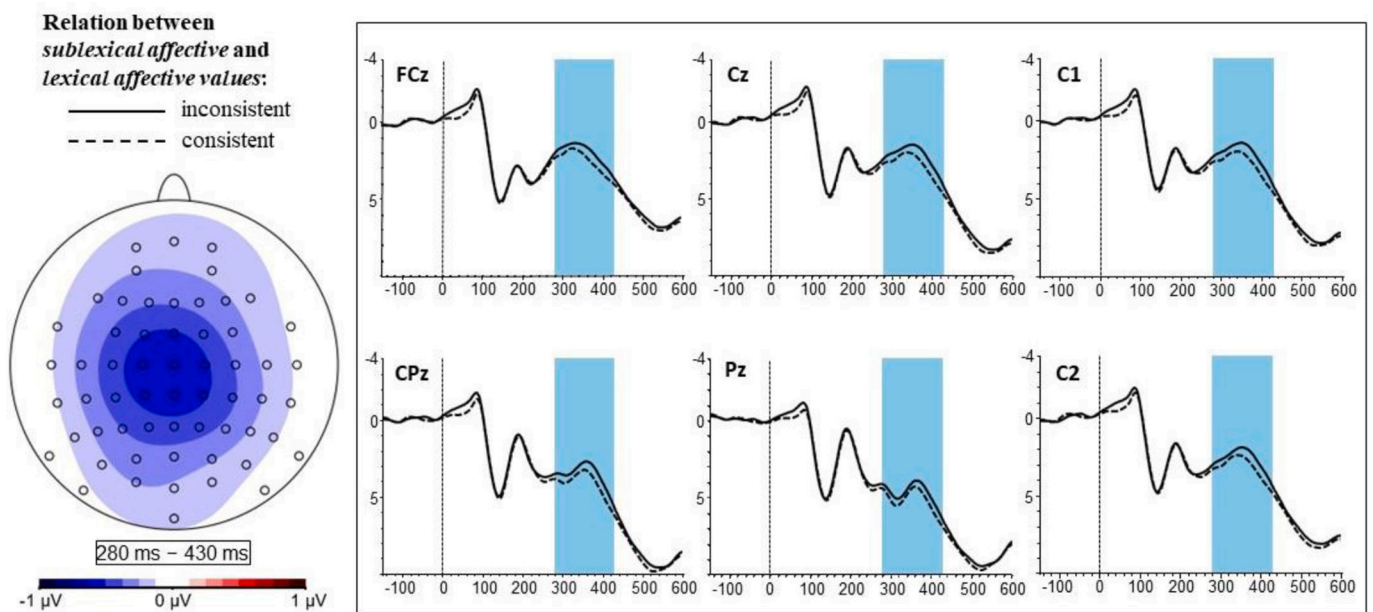 Relation between
sublexical affective and
lexical affective values:
inconsistent
consistent
280 ms – 430 ms
-1 µV 0 µV 1 µV
FCz
-4
0
5
-100 0 100 200 300 400 500 600
Cz
-4
0
5
-100 0 100 200 300 400 500 600
C1
-4
0
5
-100 0 100 200 300 400 500 600
CPz
-4
0
5
-100 0 100 200 300 400 500 600
Pz
-4
0
5
-100 0 100 200 300 400 500 600
C2
-4
0
5
-100 0 100 200 300 400 500 600